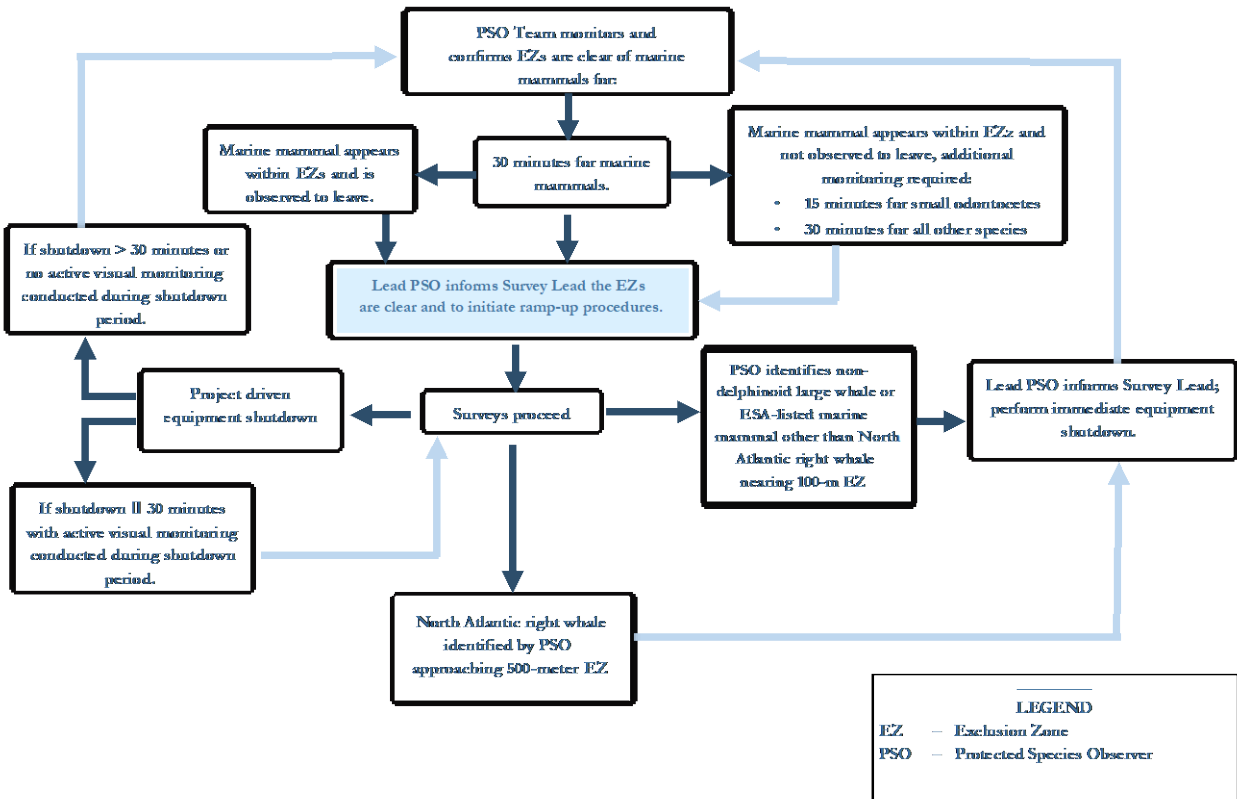 PSO Team monitors and
confirms EZs are clear of marine
mammals for:
Marine mammal appears
within EZs and is
observed to leave.
30 minutes for marine
mammals.
Marine mammal appears within EZz and
not observed to leave, additional
monitoring required:
• 15 minutes for small odontocetes
• 30 minutes for all other species
If shutdown > 30 minutes or
no active visual monitoring
conducted during shutdown
period.
Lead PSO informs Survey Lead the EZs
are clear and to initiate ramp-up procedures.
Project driven
equipment shutdown
Surveys proceed
PSO identifies non-
delphinoid large whale or
ESA-listed marine
mammal other than North
Atlantic right whale
nearing 100-m EZ
Lead PSO informs Survey Lead;
perform immediate equipment
shutdown.
If shutdown || 30 minutes
with active visual monitoring
conducted during shutdown
period.
North Atlantic right whale
identified by PSO
approaching 500-meter EZ
LEGEND
EZ – Exclusion Zone
PSO – Protected Species Observer